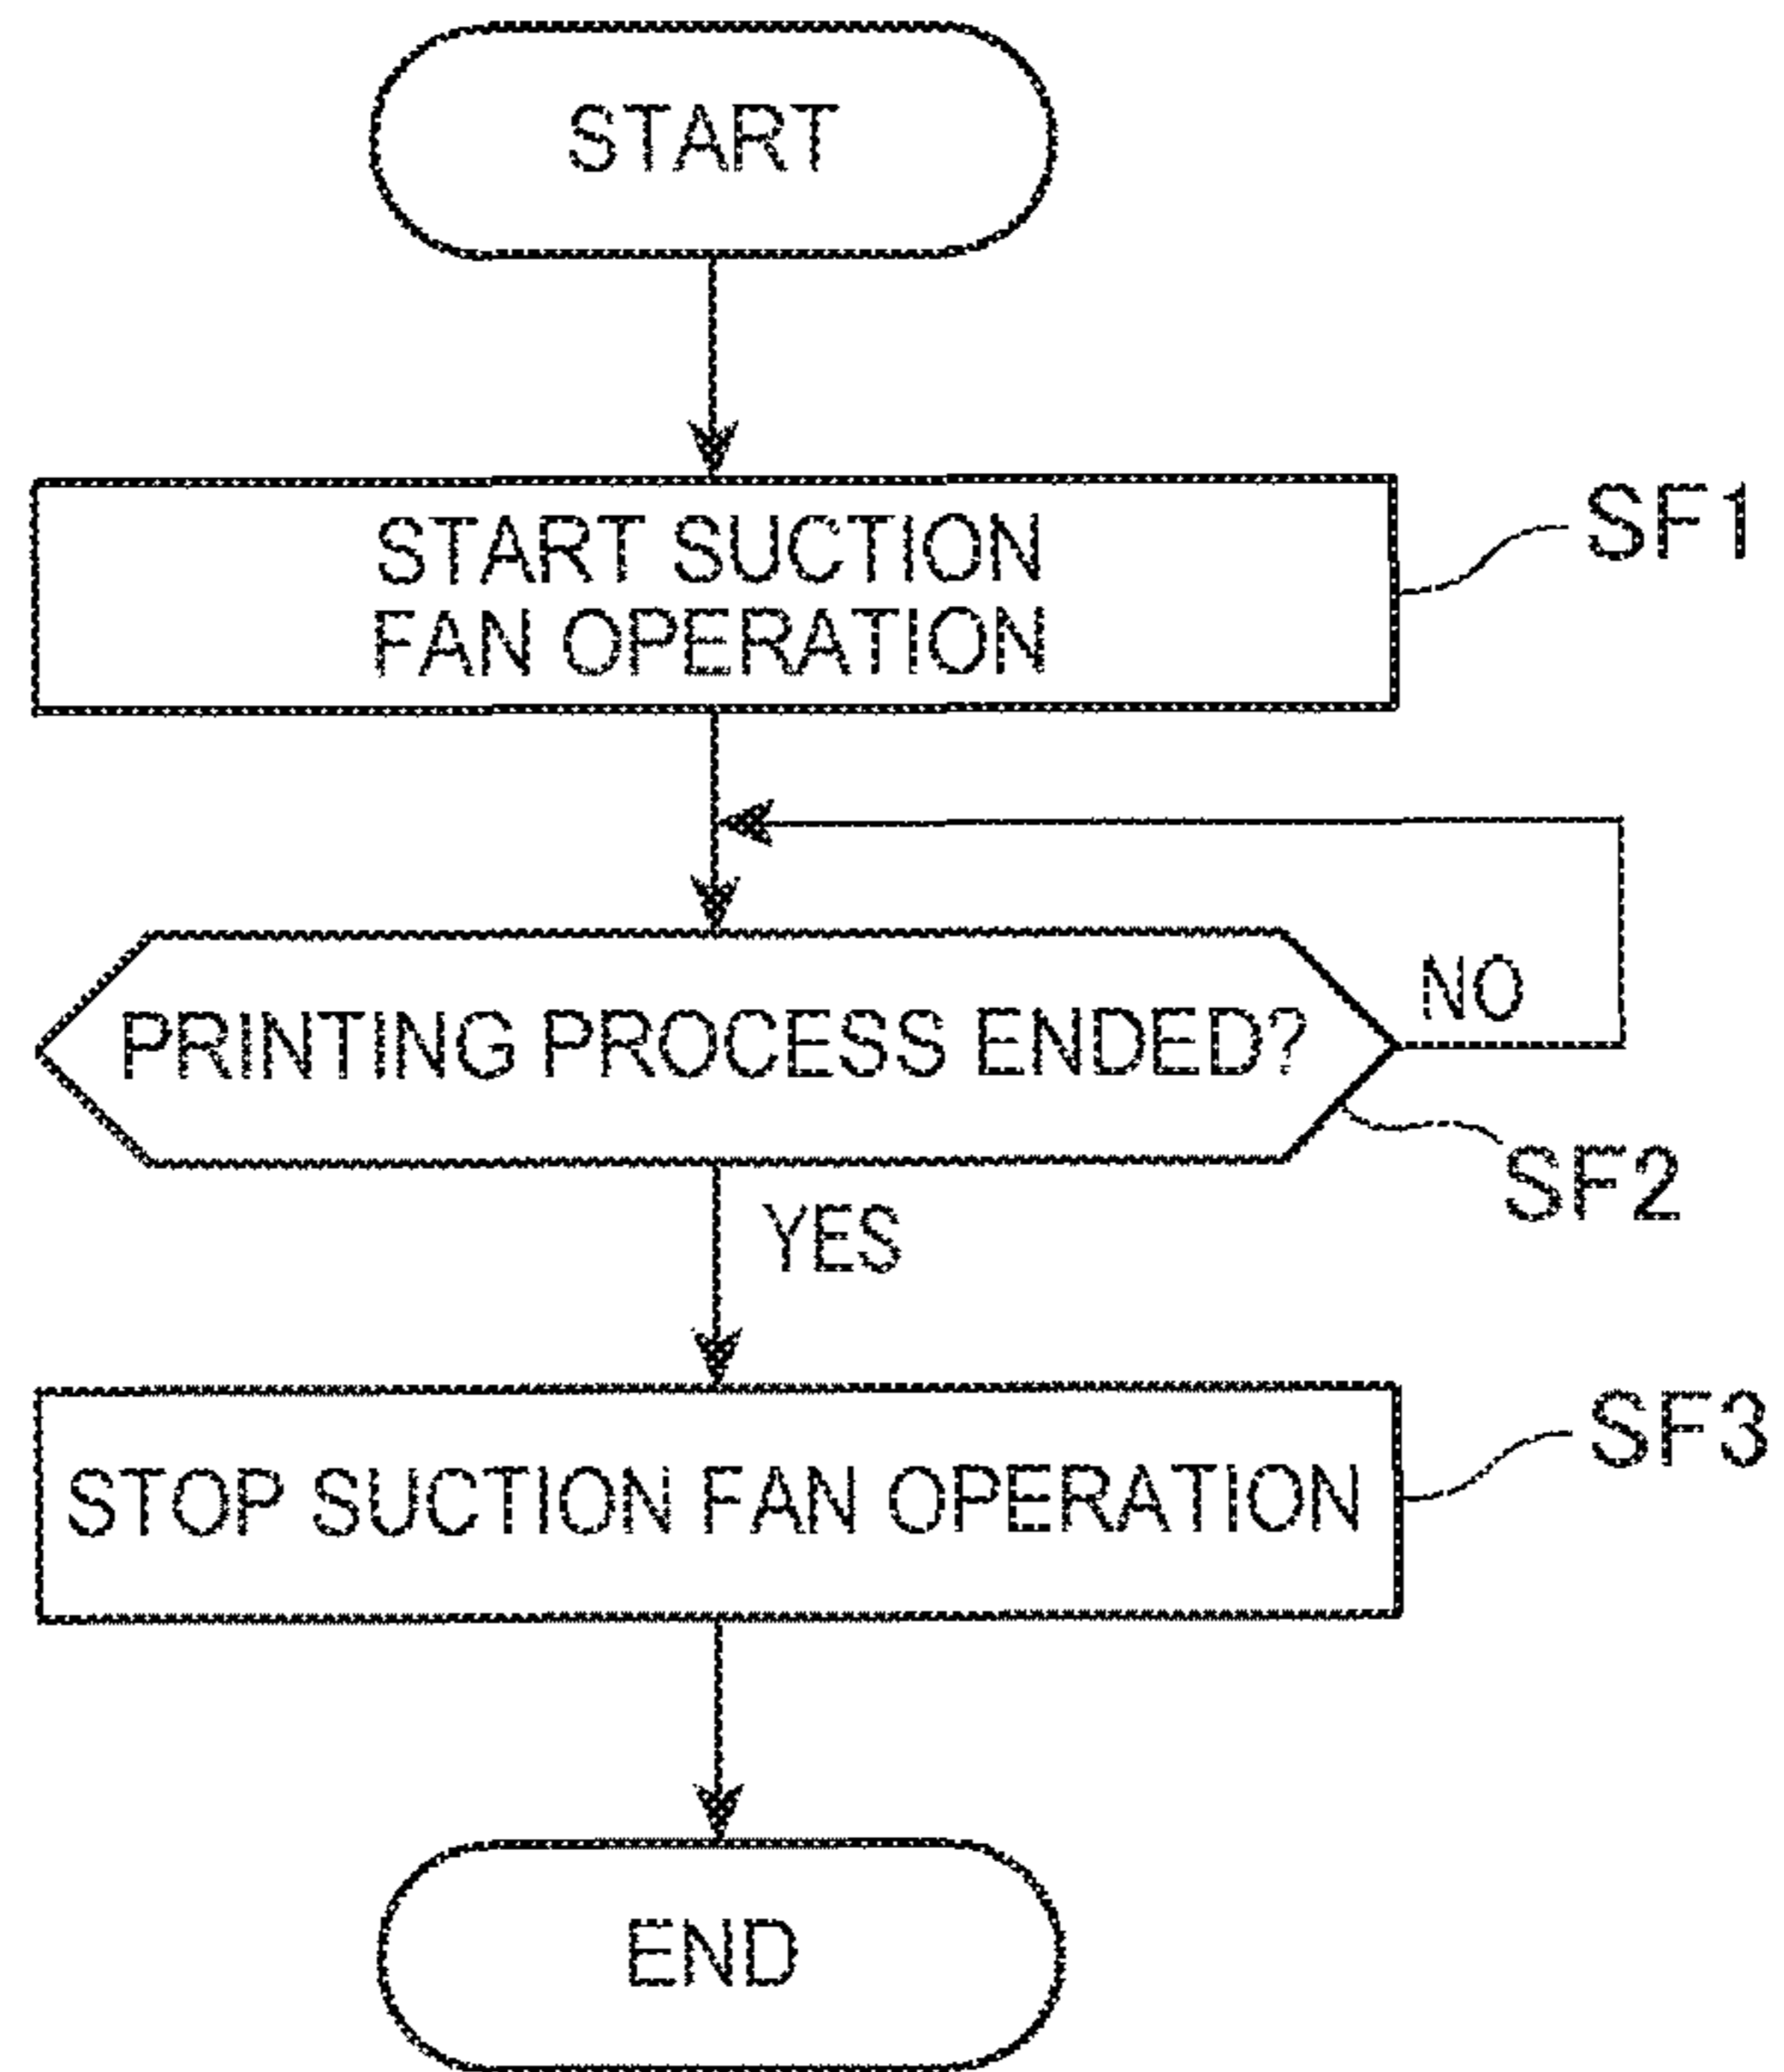 START
START SUCTION
FAN OPERATION
SF1
NO
PRINTING PROCESS ENDED?
SF2
YES
STOP SUCTION FAN OPERATION
SF3
END